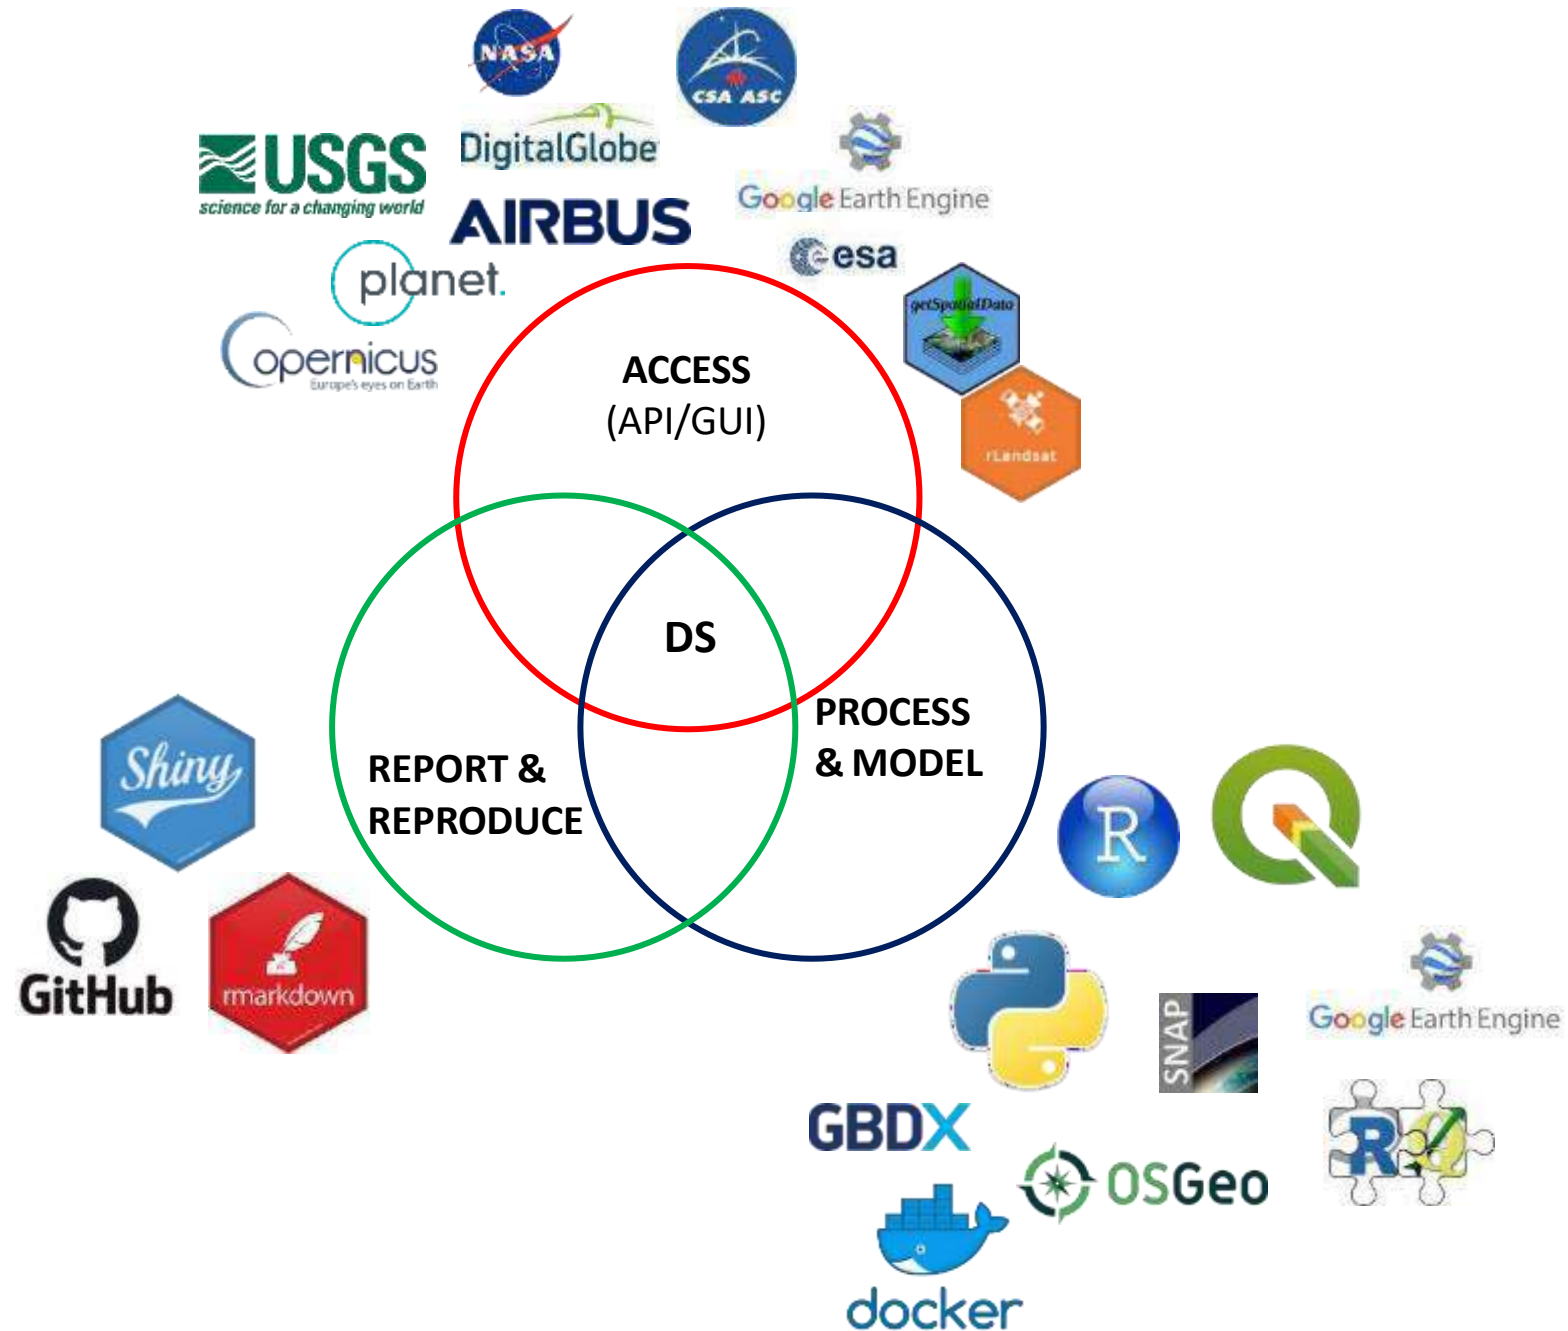 NASA
CSA ASC
DigitalGlobe
USGS
science for a changing world
Google Earth Engine
AIRBUS
esa
planet.
getSpatialData
opernicus
Europe's eyes on Earth
rLandsat
ACCESS
(API/GUI)
DS
PROCESS
& MODEL
REPORT &
REPRODUCE
Shiny
GitHub
rmarkdown
R
Q
SNAP
Google Earth Engine
GBDX
OSGeo
R Q
docker